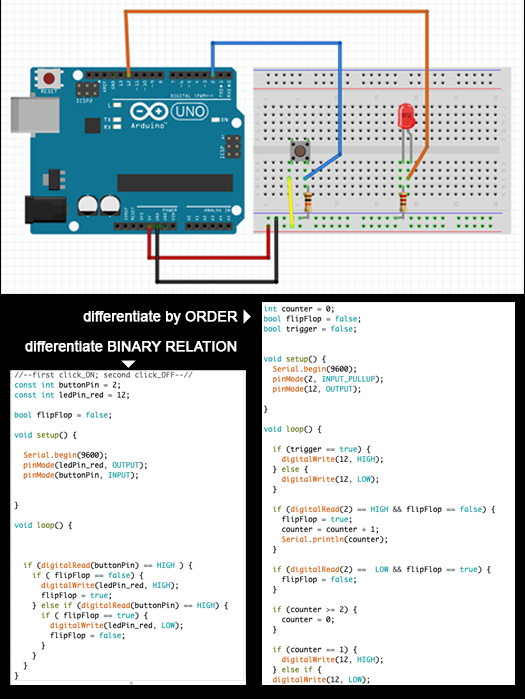 RESET
ICSP2
L
TX
RX
Arduino
UNO
ON
ICSP
DIGITAL (PWM~)
POWER
ANALOG IN
differentiate by ORDER
differentiate BINARY RELATION
//--first click_ON; second click_OFF--//
const int buttonPin = 2;
const int ledPin_red = 12;
bool flipFlop = false;
void setup() {
Serial.begin(9600);
pinMode(ledPin_red, OUTPUT);
pinMode(buttonPin, INPUT);
}
void loop() {
if (digitalRead(buttonPin) == HIGH ) {
if ( flipFlop == false) {
digitalWrite(ledPin_red, HIGH);
flipFlop = true;
} else if (digitalRead(buttonPin) == HIGH) {
if ( flipFlop == true) {
digitalWrite(ledPin_red, LOW);
flipFlop = false;
}
}
}
}
int counter = 0;
bool flipFlop = false;
bool trigger = false;
void setup() {
Serial.begin(9600);
pinMode(2, INPUT_PULLUP);
pinMode(12, OUTPUT);
}
void loop() {
if (trigger == true) {
digitalWrite(12, HIGH);
} else {
digitalWrite(12, LOW);
}
if (digitalRead(2) == HIGH && flipFlop == false) {
flipFlop = true;
counter = counter + 1;
Serial.println(counter);
}
if (digitalRead(2) == LOW && flipFlop == true) {
flipFlop = false;
}
if (counter >= 2) {
counter = 0;
}
if (counter == 1) {
digitalWrite(12, HIGH);
} else if {
digitalWrite(12, LOW);